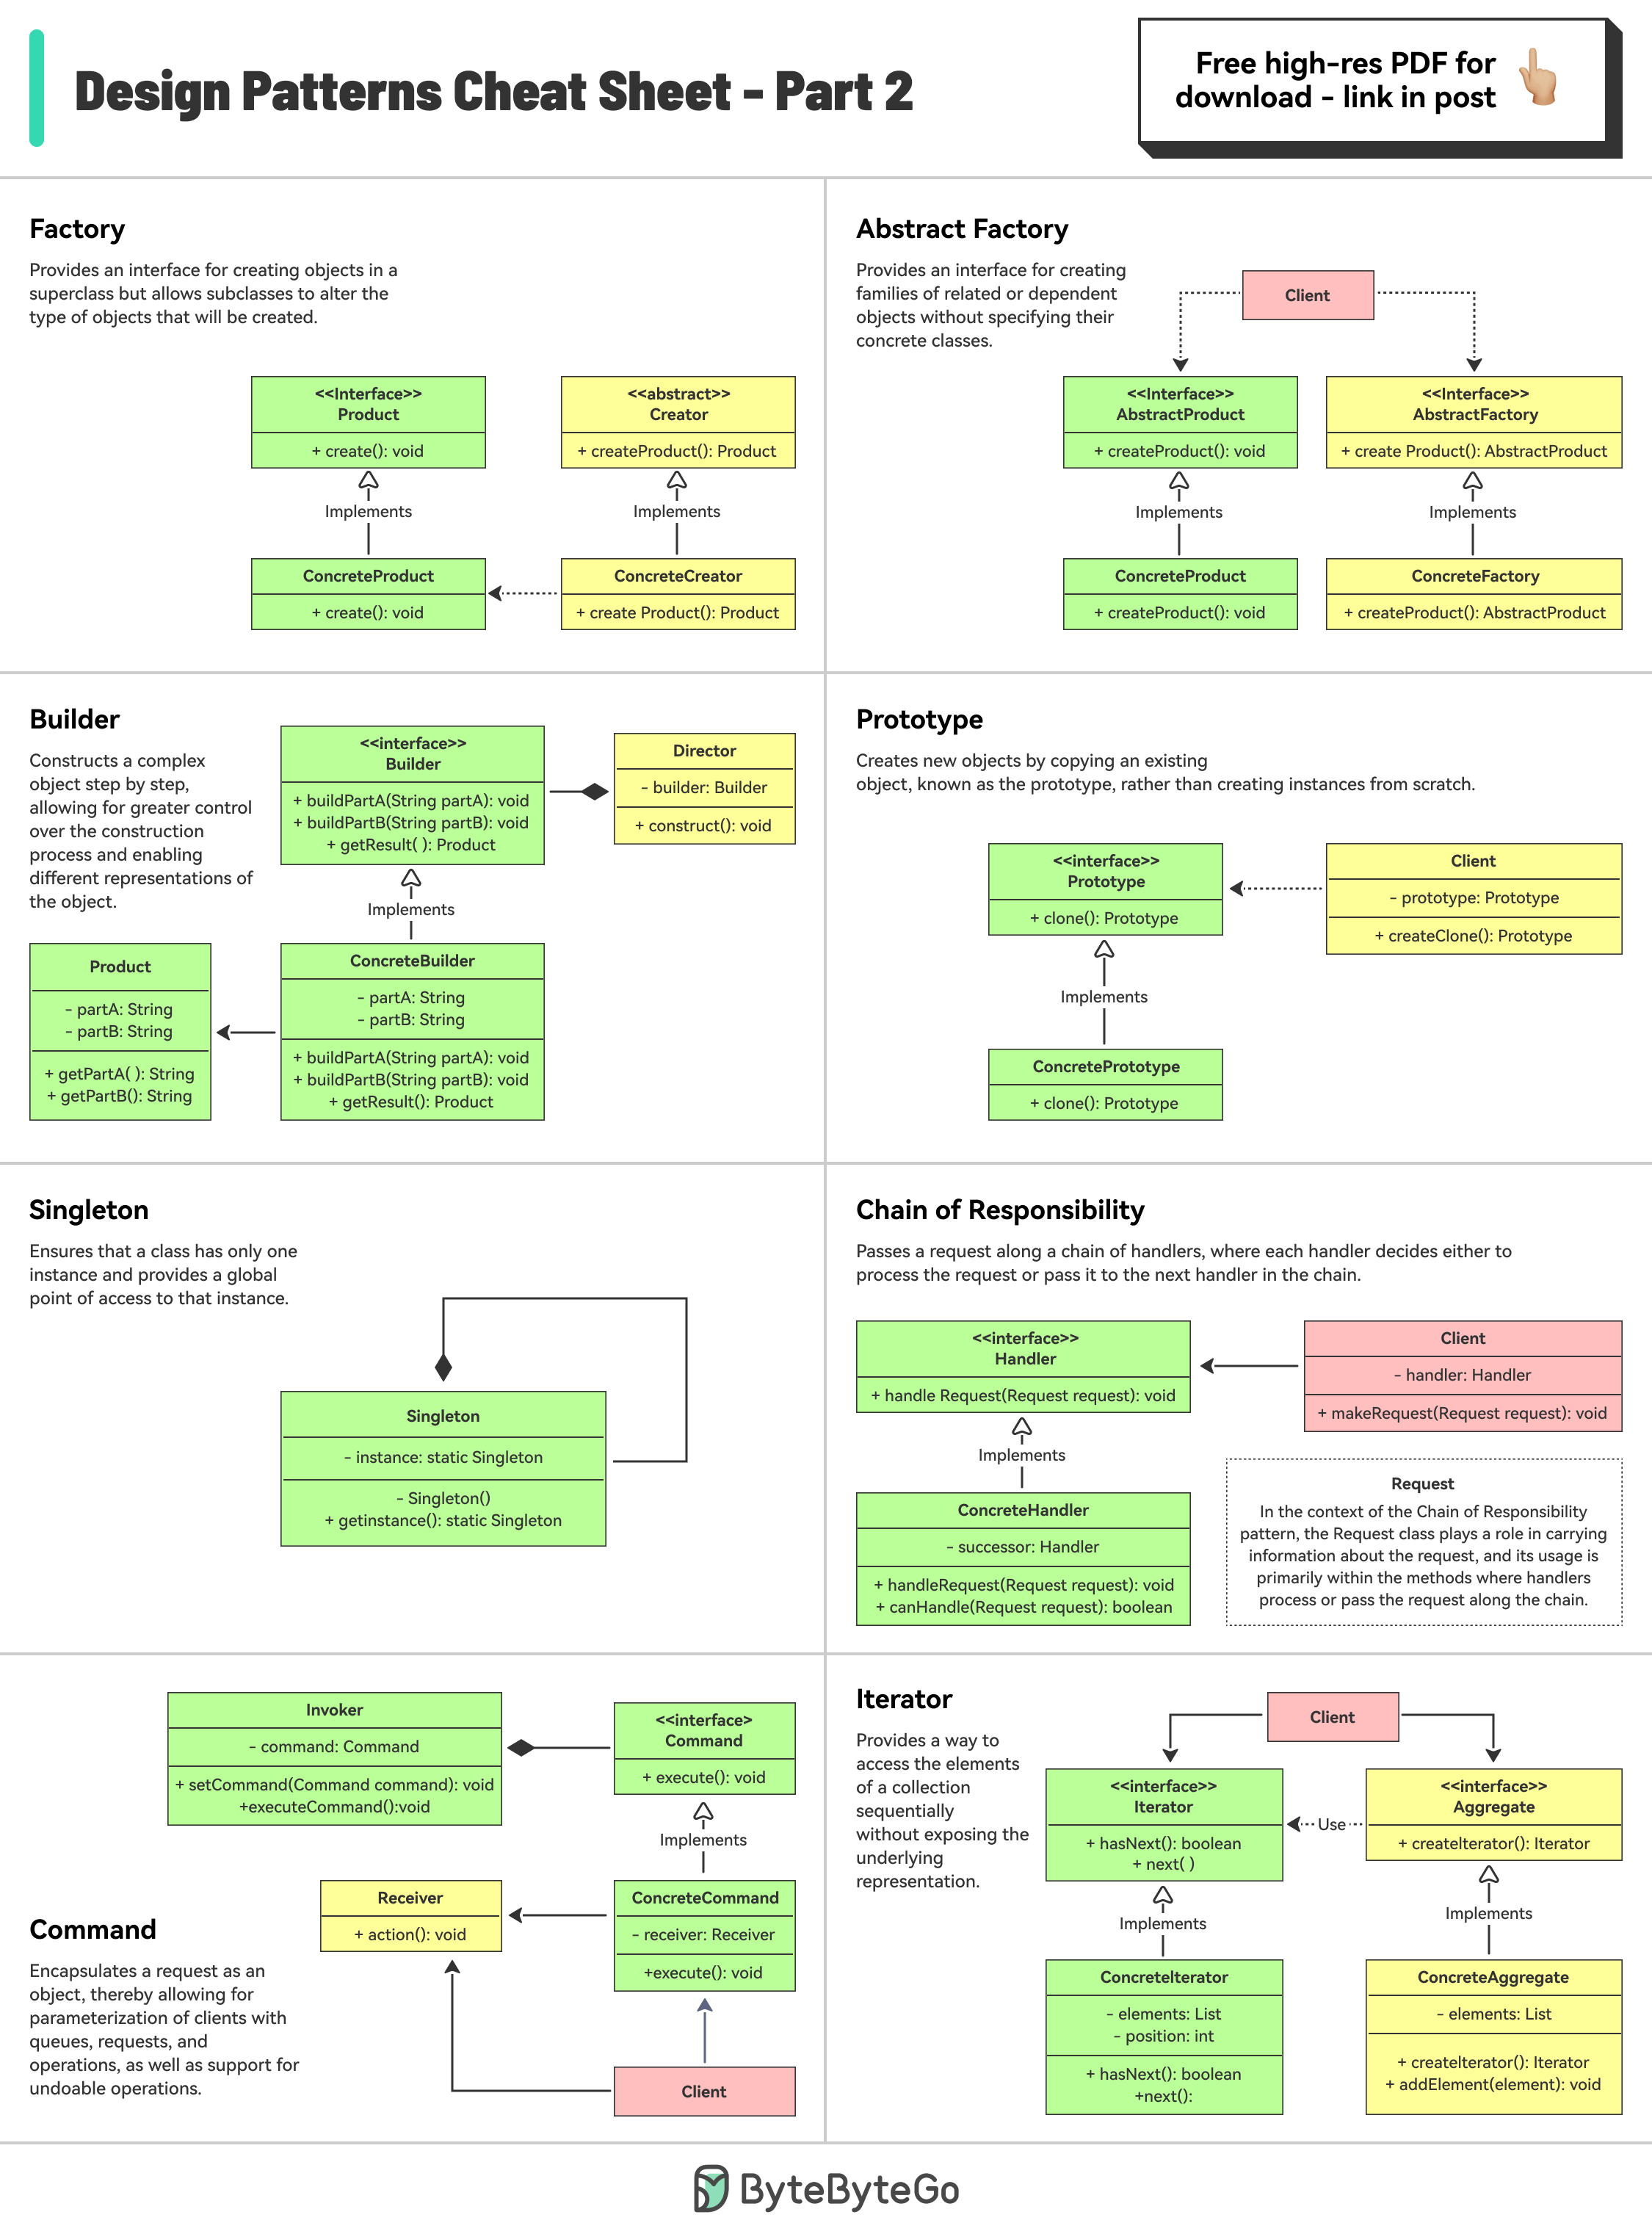 Design Patterns Cheat Sheet - Part 2
Free high-res PDF for
download - link in post
Factory
Provides an interface for creating objects in a
superclass but allows subclasses to alter the
type of objects that will be created.
<<Interface>>
Product
+ create(): void
<<abstract>>
Creator
+ createProduct(): Product
Implements
Implements
ConcreteProduct
+ create(): void
ConcreteCreator
+ create Product(): Product
Abstract Factory
Provides an interface for creating
families of related or dependent
objects without specifying their
concrete classes.
Client
<<Interface>>
AbstractProduct
+ createProduct(): void
<<Interface>>
AbstractFactory
+ create Product(): AbstractProduct
Implements
Implements
ConcreteProduct
+ createProduct(): void
ConcreteFactory
+ createProduct(): AbstractProduct
Builder
Constructs a complex
object step by step,
allowing for greater control
over the construction
process and enabling
different representations of
the object.
<<interface>>
Builder
+ buildPartA(String partA): void
+ buildPartB(String partB): void
+ getResult( ): Product
Director
- builder: Builder
+ construct(): void
Implements
Product
- partA: String
- partB: String
+ getPartA( ): String
+ getPartB(): String
ConcreteBuilder
- partA: String
- partB: String
+ buildPartA(String partA): void
+ buildPartB(String partB): void
+ getResult(): Product
Prototype
Creates new objects by copying an existing
object, known as the prototype, rather than creating instances from scratch.
<<interface>>
Prototype
+ clone(): Prototype
Client
- prototype: Prototype
+ createClone(): Prototype
Implements
ConcretePrototype
+ clone(): Prototype
Singleton
Ensures that a class has only one
instance and provides a global
point of access to that instance.
Singleton
- instance: static Singleton
- Singleton()
+ getinstance(): static Singleton
Chain of Responsibility
Passes a request along a chain of handlers, where each handler decides either to
process the request or pass it to the next handler in the chain.
<<interface>>
Handler
+ handle Request(Request request): void
Client
- handler: Handler
+ makeRequest(Request request): void
Implements
ConcreteHandler
- successor: Handler
+ handleRequest(Request request): void
+ canHandle(Request request): boolean
Request
In the context of the Chain of Responsibility
pattern, the Request class plays a role in carrying
information about the request, and its usage is
primarily within the methods where handlers
process or pass the request along the chain.
Invoker
- command: Command
+ setCommand(Command command): void
+executeCommand():void
<<interface>
Command
+ execute(): void
Implements
Receiver
+ action(): void
ConcreteCommand
- receiver: Receiver
+execute(): void
Command
Encapsulates a request as an
object, thereby allowing for
parameterization of clients with
queues, requests, and
operations, as well as support for
undoable operations.
Client
Iterator
Provides a way to
access the elements
of a collection
sequentially
without exposing the
underlying
representation.
Client
<<interface>>
Iterator
+ hasNext(): boolean
+ next( )
Use
<<interface>>
Aggregate
+ createIterator(): Iterator
Implements
Implements
ConcreteIterator
- elements: List
- position: int
+ hasNext(): boolean
+next():
ConcreteAggregate
- elements: List
+ createIterator(): Iterator
+ addElement(element): void
ByteByteGo